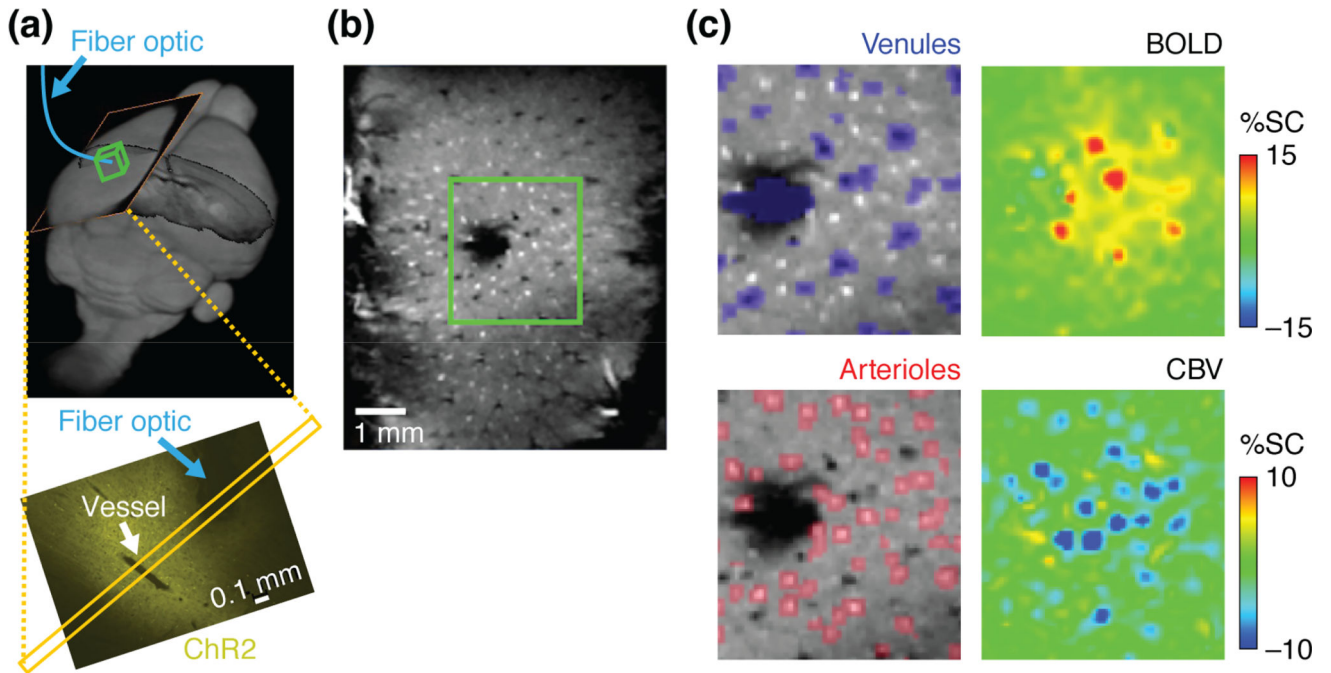 (a)
Fiber optic
Fiber optic
Vessel
0.1 mm
ChR2
(b)
1 mm
(c)
Venules
BOLD
%SC
15
−15
Arterioles
CBV
%SC
10
−10